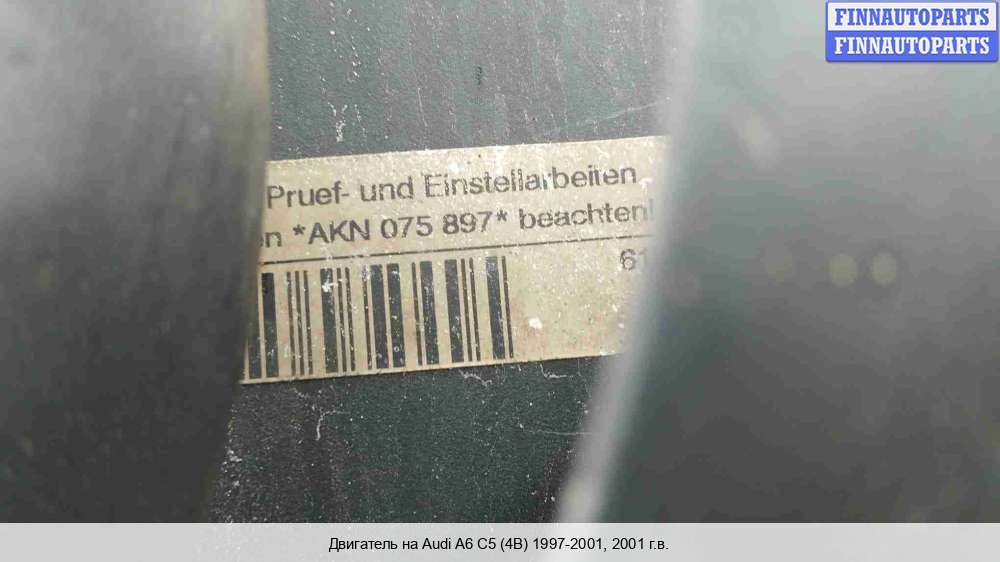 FINNAUTOPARTS
FINNAUTOPARTS
Pruef- und Einstellarbeiten
en *AKN 075 897* beachten!
61
Двигатель на Audi A6 C5 (4B) 1997-2001, 2001 г.в.